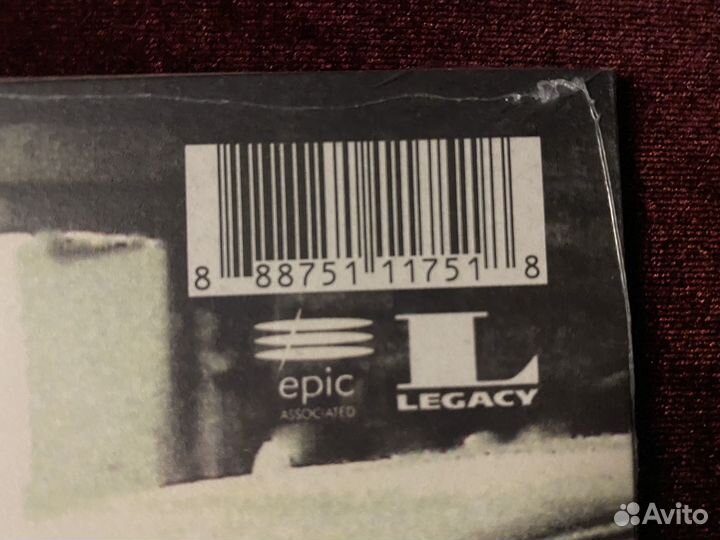 8 88751 11751 8
epic LEGACY
ASSOCIATED
Avito